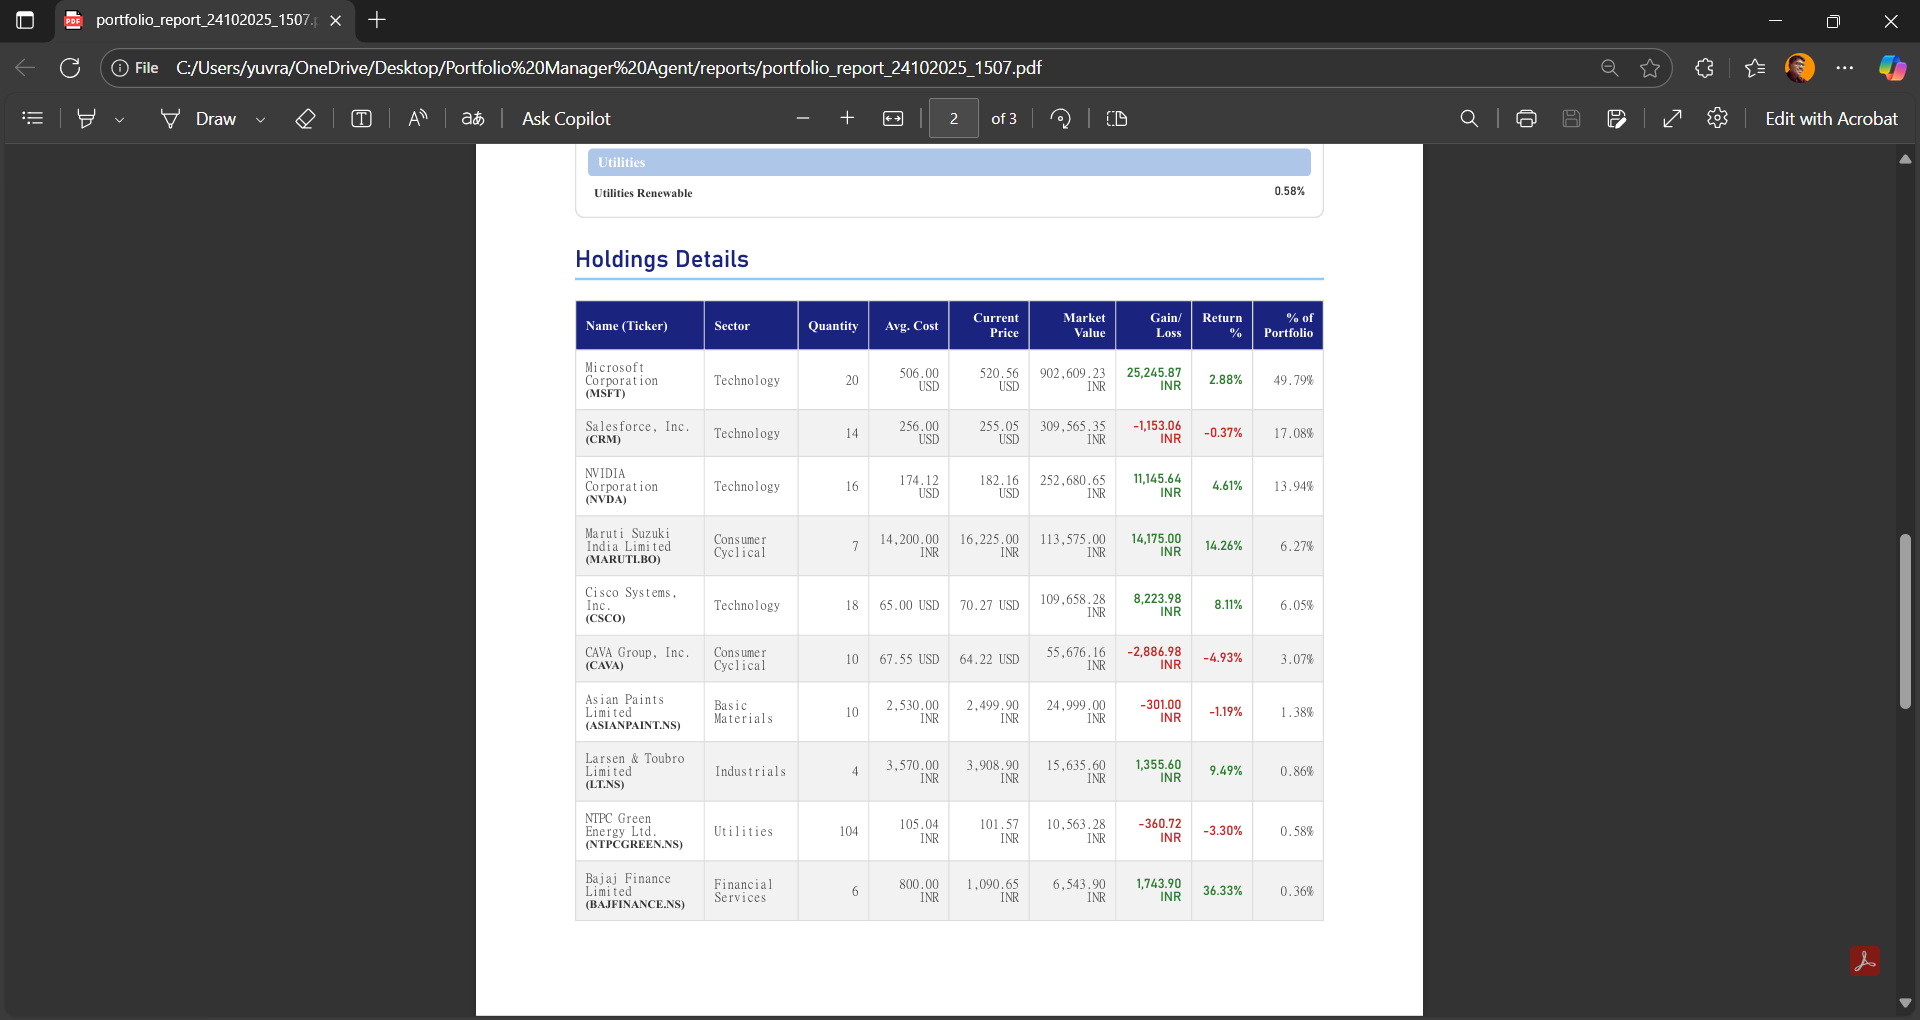 portfolio_report_24102025_1507.p
File C:/Users/yuvra/OneDrive/Desktop/Portfolio%20Manager%20Agent/reports/portfolio_report_24102025_1507.pdf
Draw Ask Copilot 2 of 3 Edit with Acrobat
Utilities
Utilities Renewable 0.58%
Holdings Details
Name (Ticker) Sector Quantity Avg. Cost Current Price Market Value Gain/ Loss Return % % of Portfolio
Microsoft Corporation (MSFT) Technology 20 506.00 USD 520.56 USD 902,609.23 INR 25,245.87 INR 2.88% 49.79%
Salesforce, Inc. (CRM) Technology 14 256.00 USD 255.05 USD 309,565.35 INR -1,153.06 INR -0.37% 17.08%
NVIDIA Corporation (NVDA) Technology 16 174.12 USD 182.16 USD 252,680.65 INR 11,145.64 INR 4.61% 13.94%
Maruti Suzuki India Limited (MARUTI.BO) Consumer Cyclical 7 14,200.00 INR 16,225.00 INR 113,575.00 INR 14,175.00 INR 14.26% 6.27%
Cisco Systems, Inc. (CSCO) Technology 18 65.00 USD 70.27 USD 109,658.28 INR 8,223.98 INR 8.11% 6.05%
CAVA Group, Inc. (CAVA) Consumer Cyclical 10 67.55 USD 64.22 USD 55,676.16 INR -2,886.98 INR -4.93% 3.07%
Asian Paints Limited (ASIANPAINT.NS) Basic Materials 10 2,530.00 INR 2,499.90 INR 24,999.00 INR -301.00 INR -1.19% 1.38%
Larsen & Toubro Limited (LT.NS) Industrials 4 3,570.00 INR 3,908.90 INR 15,635.60 INR 1,355.60 INR 9.49% 0.86%
NTPC Green Energy Ltd. (NTPCGREEN.NS) Utilities 104 105.04 INR 101.57 INR 10,563.28 INR -360.72 INR -3.30% 0.58%
Bajaj Finance Limited (BAJFINANCE.NS) Financial Services 6 800.00 INR 1,090.65 INR 6,543.90 INR 1,743.90 INR 36.33% 0.36%